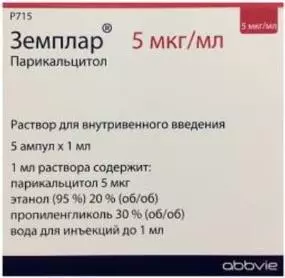 P715
Земплар® 5 мкг/мл
5 мкг/мл
Парикальцитол
Раствор для внутривенного введения
5 ампул x 1 мл
1 мл раствора содержит:
парикальцитол 5 мкг
этанол (95 %) 20 % (об/об)
пропиленгликоль 30 % (об/об)
вода для инъекций до 1 мл
abbvie